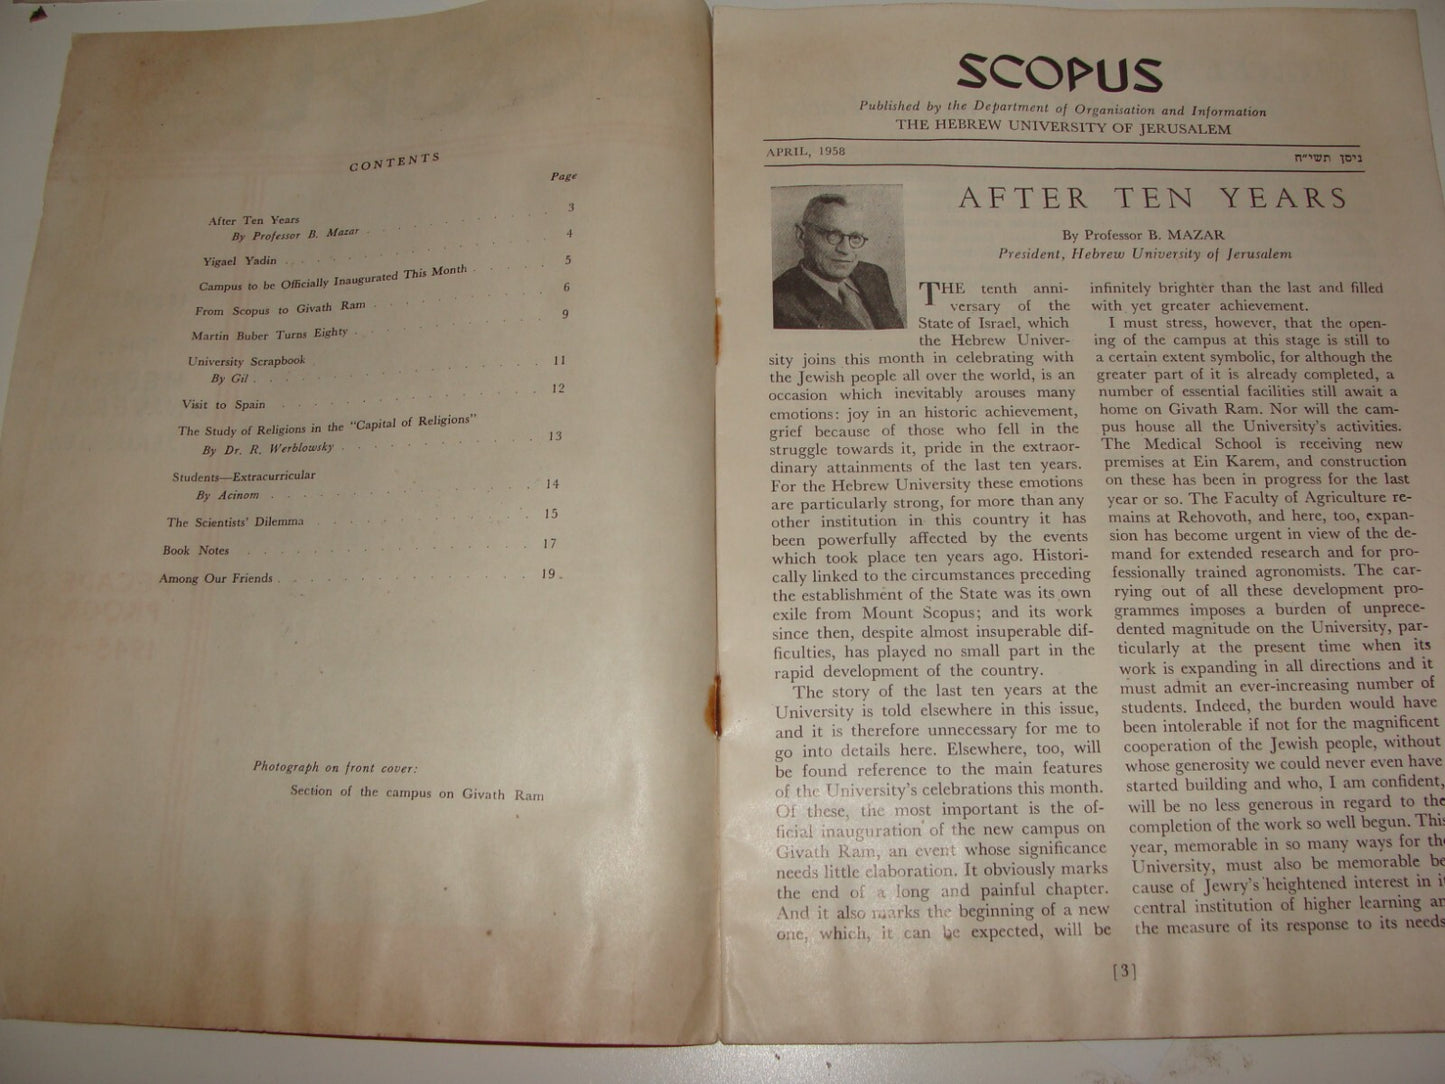 CONTENTS
Page
After Ten Years 3
By Professor B. Mazar
Yigael Yadin 4
Campus to be Officially Inaugurated This Month 5
From Scopus to Givath Ram 6
Martin Buber Turns Eighty 9
University Scrapbook
By Gil 11
Visit to Spain 12
The Study of Religions in the "Capital of Religions"
By Dr. R. Werblowsky 13
Students—Extracurricular
By Acinom 14
The Scientists' Dilemma 15
Book Notes 17
Among Our Friends 19
Photograph on front cover:
Section of the campus on Givath Ram
SCOPUS
Published by the Department of Organisation and Information
THE HEBREW UNIVERSITY OF JERUSALEM
APRIL, 1958 ניסן תשי״ח
AFTER TEN YEARS
By Professor B. MAZAR
President, Hebrew University of Jerusalem
THE tenth anni-
versary of the
State of Israel, which
the Hebrew Univer-
sity joins this month in celebrating with
the Jewish people all over the world, is an
occasion which inevitably arouses many
emotions: joy in an historic achievement,
grief because of those who fell in the
struggle towards it, pride in the extraor-
dinary attainments of the last ten years.
For the Hebrew University these emotions
are particularly strong, for more than any
other institution in this country it has
been powerfully affected by the events
which took place ten years ago. Histori-
cally linked to the circumstances preceding
the establishment of the State was its own
exile from Mount Scopus; and its work
since then, despite almost insuperable dif-
ficulties, has played no small part in the
rapid development of the country.
The story of the last ten years at the
University is told elsewhere in this issue,
and it is therefore unnecessary for me to
go into details here. Elsewhere, too, will
be found reference to the main features
of the University's celebrations this month.
Of these, the most important is the of-
ficial inauguration of the new campus on
Givath Ram, an event whose significance
needs little elaboration. It obviously marks
the end of a long and painful chapter.
And it also marks the beginning of a new
one, which, it can be expected, will be
infinitely brighter than the last and filled
with yet greater achievement.
I must stress, however, that the open-
ing of the campus at this stage is still to
a certain extent symbolic, for although the
greater part of it is already completed, a
number of essential facilities still await a
home on Givath Ram. Nor will the cam-
pus house all the University's activities.
The Medical School is receiving new
premises at Ein Karem, and construction
on these has been in progress for the last
year or so. The Faculty of Agriculture re-
mains at Rehovoth, and here, too, expan-
sion has become urgent in view of the de-
mand for extended research and for pro-
fessionally trained agronomists. The car-
rying out of all these development pro-
grammes imposes a burden of unprece-
dented magnitude on the University, par-
ticularly at the present time when its
work is expanding in all directions and it
must admit an ever-increasing number of
students. Indeed, the burden would have
been intolerable if not for the magnificent
cooperation of the Jewish people, without
whose generosity we could never even have
started building and who, I am confident,
will be no less generous in regard to the
completion of the work so well begun. This
year, memorable in so many ways for the
University, must also be memorable be
cause of Jewry's heightened interest in
central institution of higher learning
the measure of its response to its needs
[3]